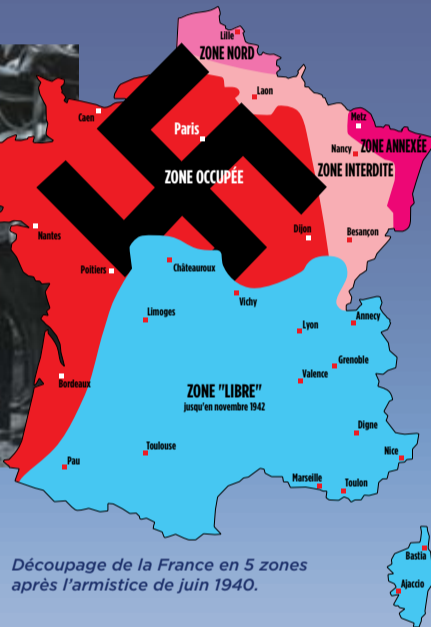 Lille
ZONE NORD
Laon
Caen
Metz
Paris
Nancy
ZONE ANNEXÉE
ZONE INTERDITE
ZONE OCCUPÉE
Nantes
Dijon
Besançon
Poitiers
Châteauroux
Vichy
Limoges
Lyon
Annecy
Grenoble
Valence
Bordeaux
ZONE "LIBRE"
jusqu'en novembre 1942
Digne
Toulouse
Nice
Pau
Marseille
Toulon
Bastia
Ajaccio
Découpage de la France en 5 zones
après l'armistice de juin 1940.